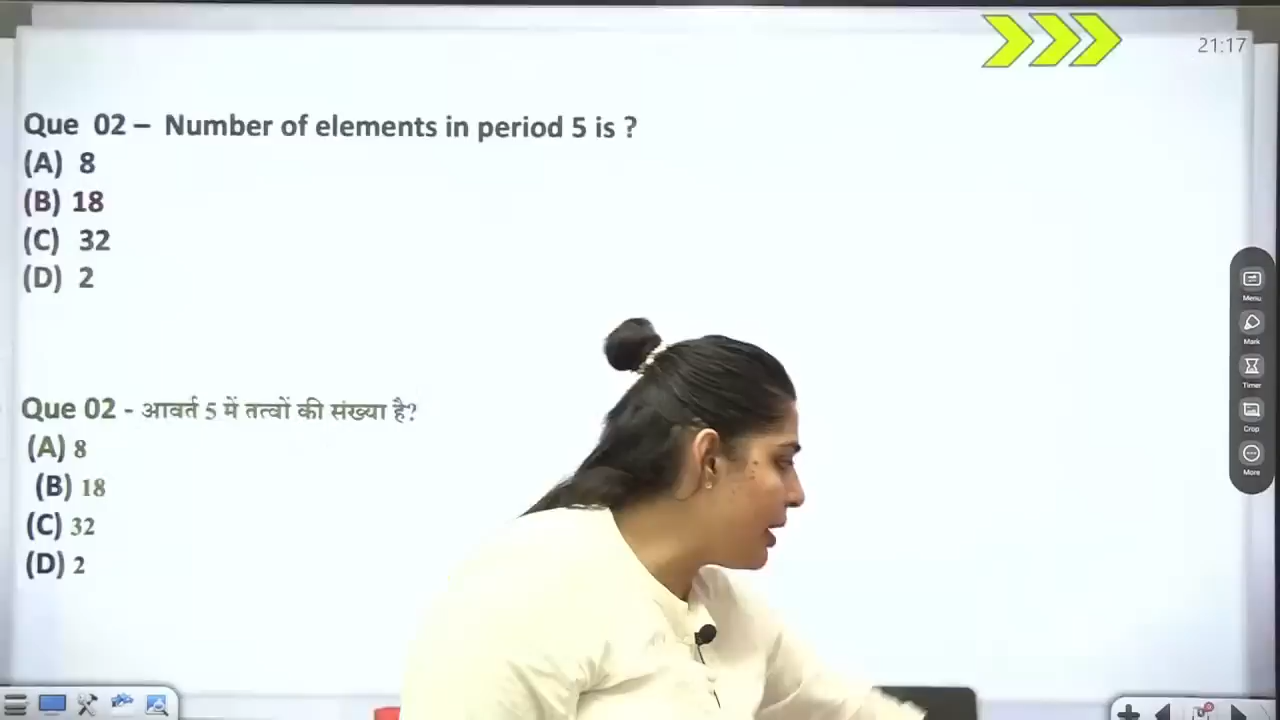 21:17
Que 02 – Number of elements in period 5 is ?
(A) 8
(B) 18
(C) 32
(D) 2
Que 02 - आवर्त 5 में तत्वों की संख्या है?
(A) 8
(B) 18
(C) 32
(D) 2
Menu
Mark
Timer
Crop
More